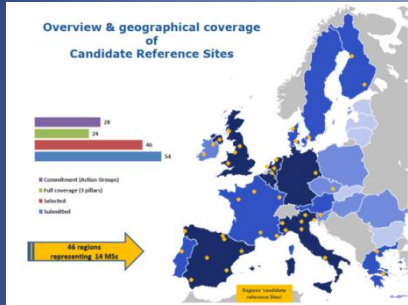 Overview & geographical coverage
of
Candidate Reference Sites
28
24
46
54
Commitment (Action Groups)
Full coverage (3 pillars)
Selected
Submitted
46 regions
representing 14 MSs
Regions 'candidate
reference Sites'